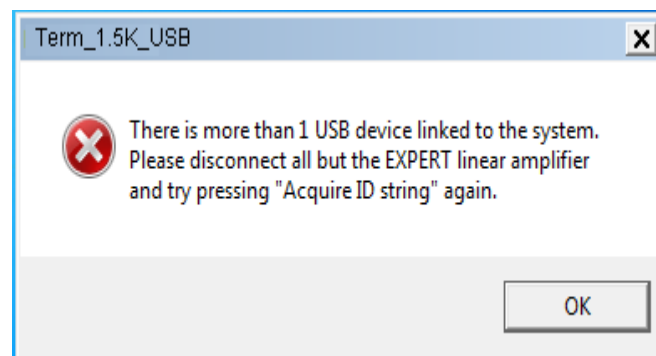 Term_1.5K_USB
There is more than 1 USB device linked to the system.
Please disconnect all but the EXPERT linear amplifier
and try pressing "Acquire ID string" again.
OK